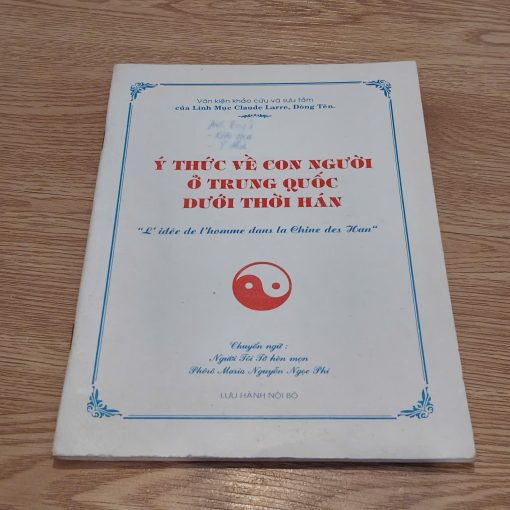 Văn kiện khảo cứu và sưu tầm
của Linh Mục Claude Larre, Dòng Tên.
Ý THỨC VỀ CON NGƯỜI
Ở TRUNG QUỐC
DƯỚI THỜI HÁN
"L' idée de l'homme dans la Chine des Han"
Chuyển ngữ :
Người Tôi Tớ hèn mọn
Phêrô Maria Nguyễn Ngọc Phi
LƯU HÀNH NỘI BỘ